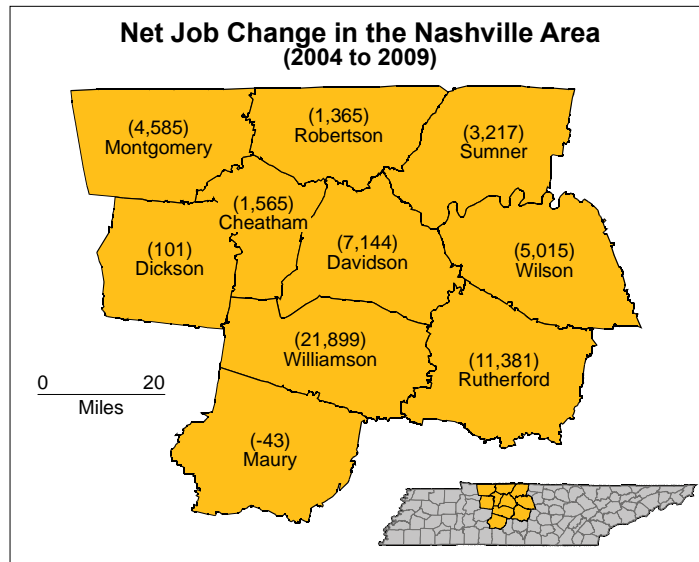 Net Job Change in the Nashville Area
(2004 to 2009)
(4,585)
Montgomery
(1,365)
Robertson
(3,217)
Sumner
(1,565)
Cheatham
(101)
Dickson
(7,144)
Davidson
(5,015)
Wilson
(21,899)
Williamson
(11,381)
Rutherford
0 20
Miles
(-43)
Maury